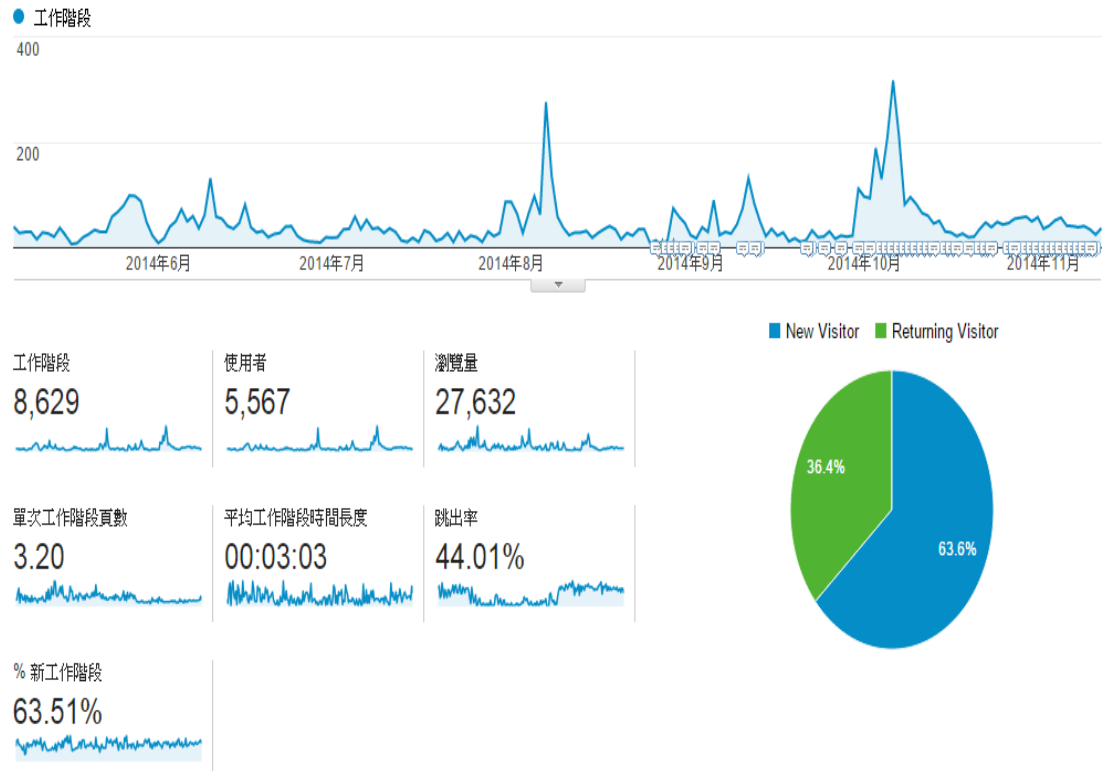 工作階段
400
200
2014年6月
2014年7月
2014年8月
2014年9月
2014年10月
2014年11月
New Visitor
Returning Visitor
工作階段
8,629
使用者
5,567
瀏覽量
27,632
單次工作階段頁數
3.20
平均工作階段時間長度
00:03:03
跳出率
44.01%
% 新工作階段
63.51%
36.4%
63.6%